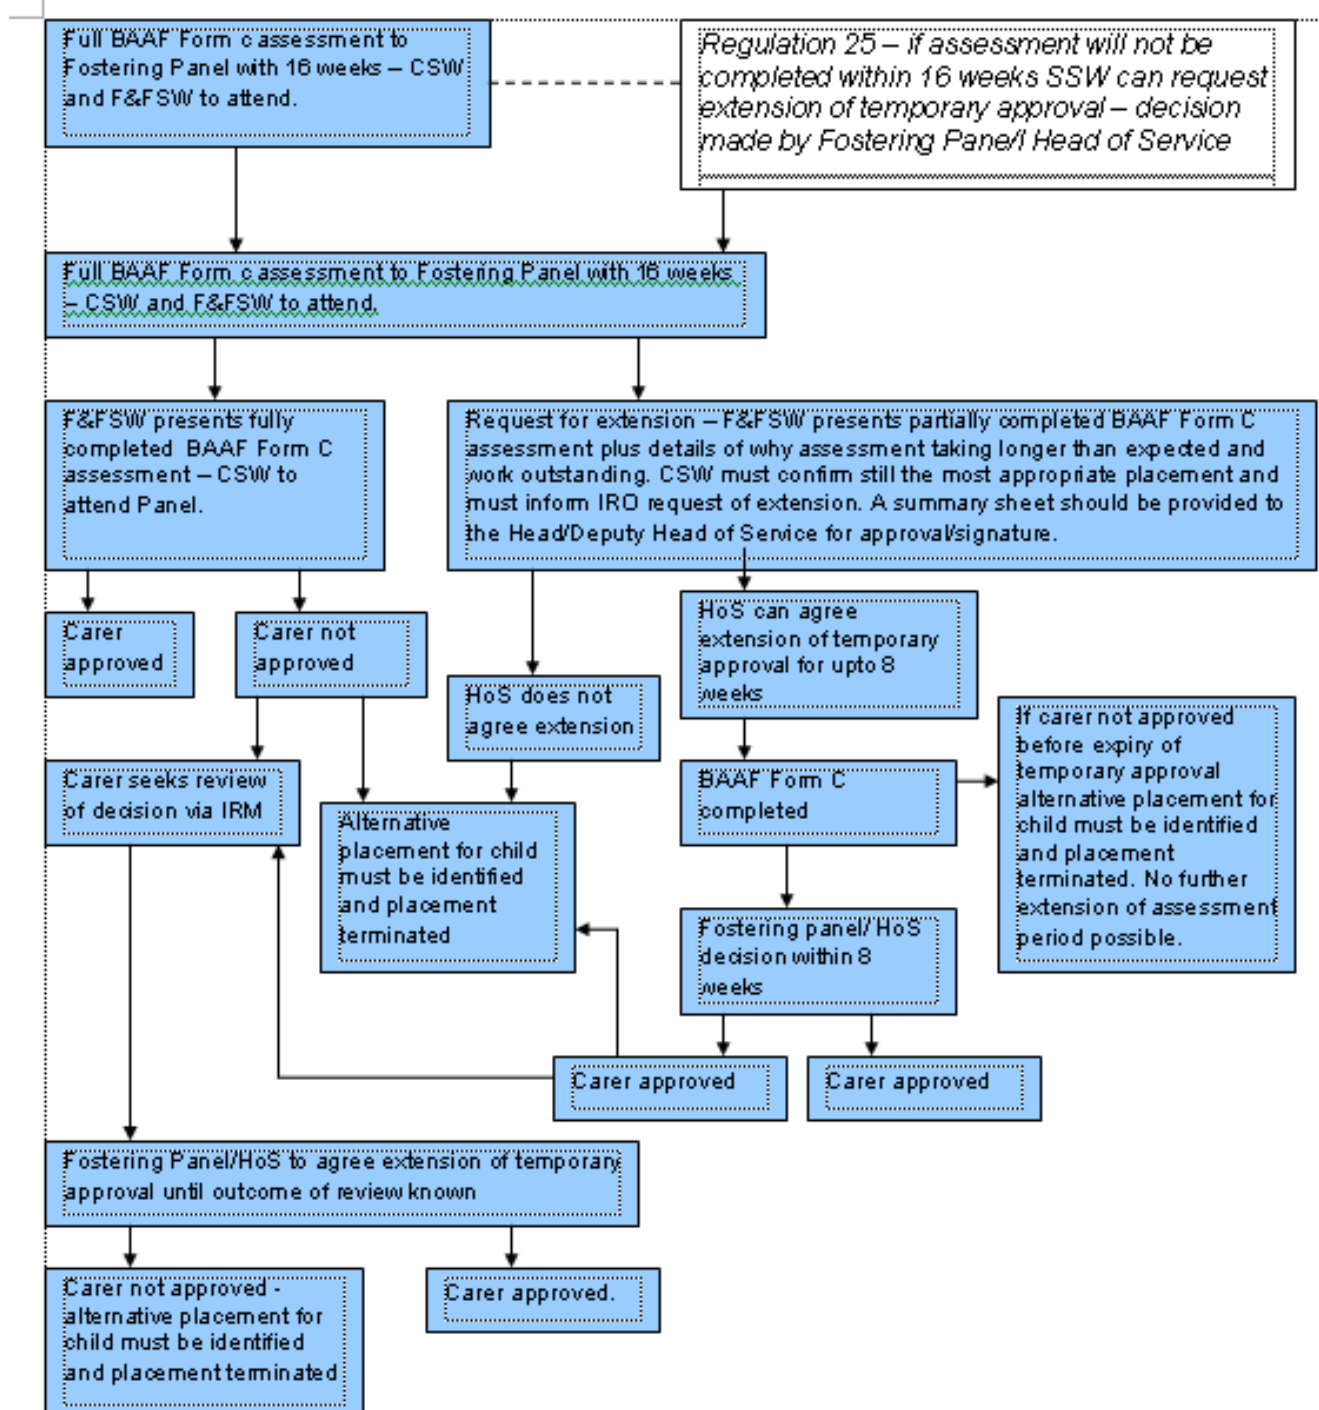 Full BAAF Form c assessment to
Fostering Panel with 16 weeks – CSW
and F&FSW to attend.
Regulation 25 – if assessment will not be
completed within 16 weeks SSW can request
extension of temporary approval – decision
made by Fostering Pane/l Head of Service
Full BAAF Form c assessment to Fostering Panel with 16 weeks
– CSW and F&FSW to attend.
F&FSW presents fully
completed BAAF Form C
assessment – CSW to
attend Panel.
Request for extension – F&FSW presents partially completed BAAF Form C
assessment plus details of why assessment taking longer than expected and
work outstanding. CSW must confirm still the most appropriate placement and
must inform IRO request of extension. A summary sheet should be provided to
the Head/Deputy Head of Service for approval/signature.
Carer
approved
Carer not
approved
HoS does not
agree extension
HoS can agree
extension of temporary
approval for upto 8
weeks
If carer not approved
before expiry of
temporary approval
alternative placement for
child must be identified
and placement
terminated. No further
extension of assessment
period possible.
Carer seeks review
of decision via IRM
Alternative
placement for child
must be identified
and placement
terminated
BAAF Form C
completed
Fostering panel/ HoS
decision within 8
weeks
Carer approved
Carer approved
Fostering Panel/HoS to agree extension of temporary
approval until outcome of review known
Carer not approved -
alternative placement for
child must be identified
and placement terminated
Carer approved.